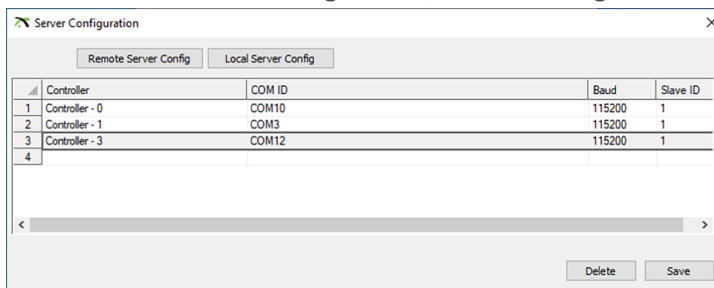 Server Configuration
Remote Server Config Local Server Config
Controller COM ID Baud Slave ID
1 Controller - 0 COM10 115200 1
2 Controller - 1 COM3 115200 1
3 Controller - 3 COM12 115200 1
4
Delete Save